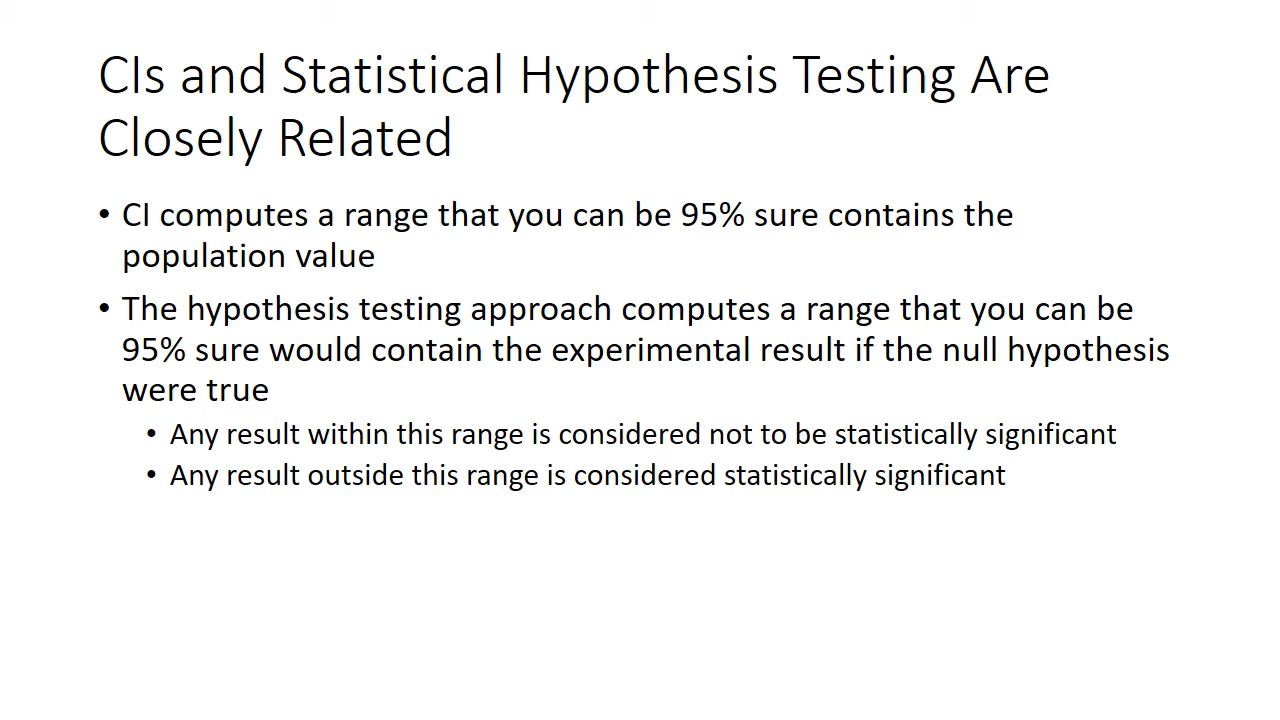 CIs and Statistical Hypothesis Testing Are
Closely Related
• CI computes a range that you can be 95% sure contains the
population value
• The hypothesis testing approach computes a range that you can be
95% sure would contain the experimental result if the null hypothesis
were true
• Any result within this range is considered not to be statistically significant
• Any result outside this range is considered statistically significant